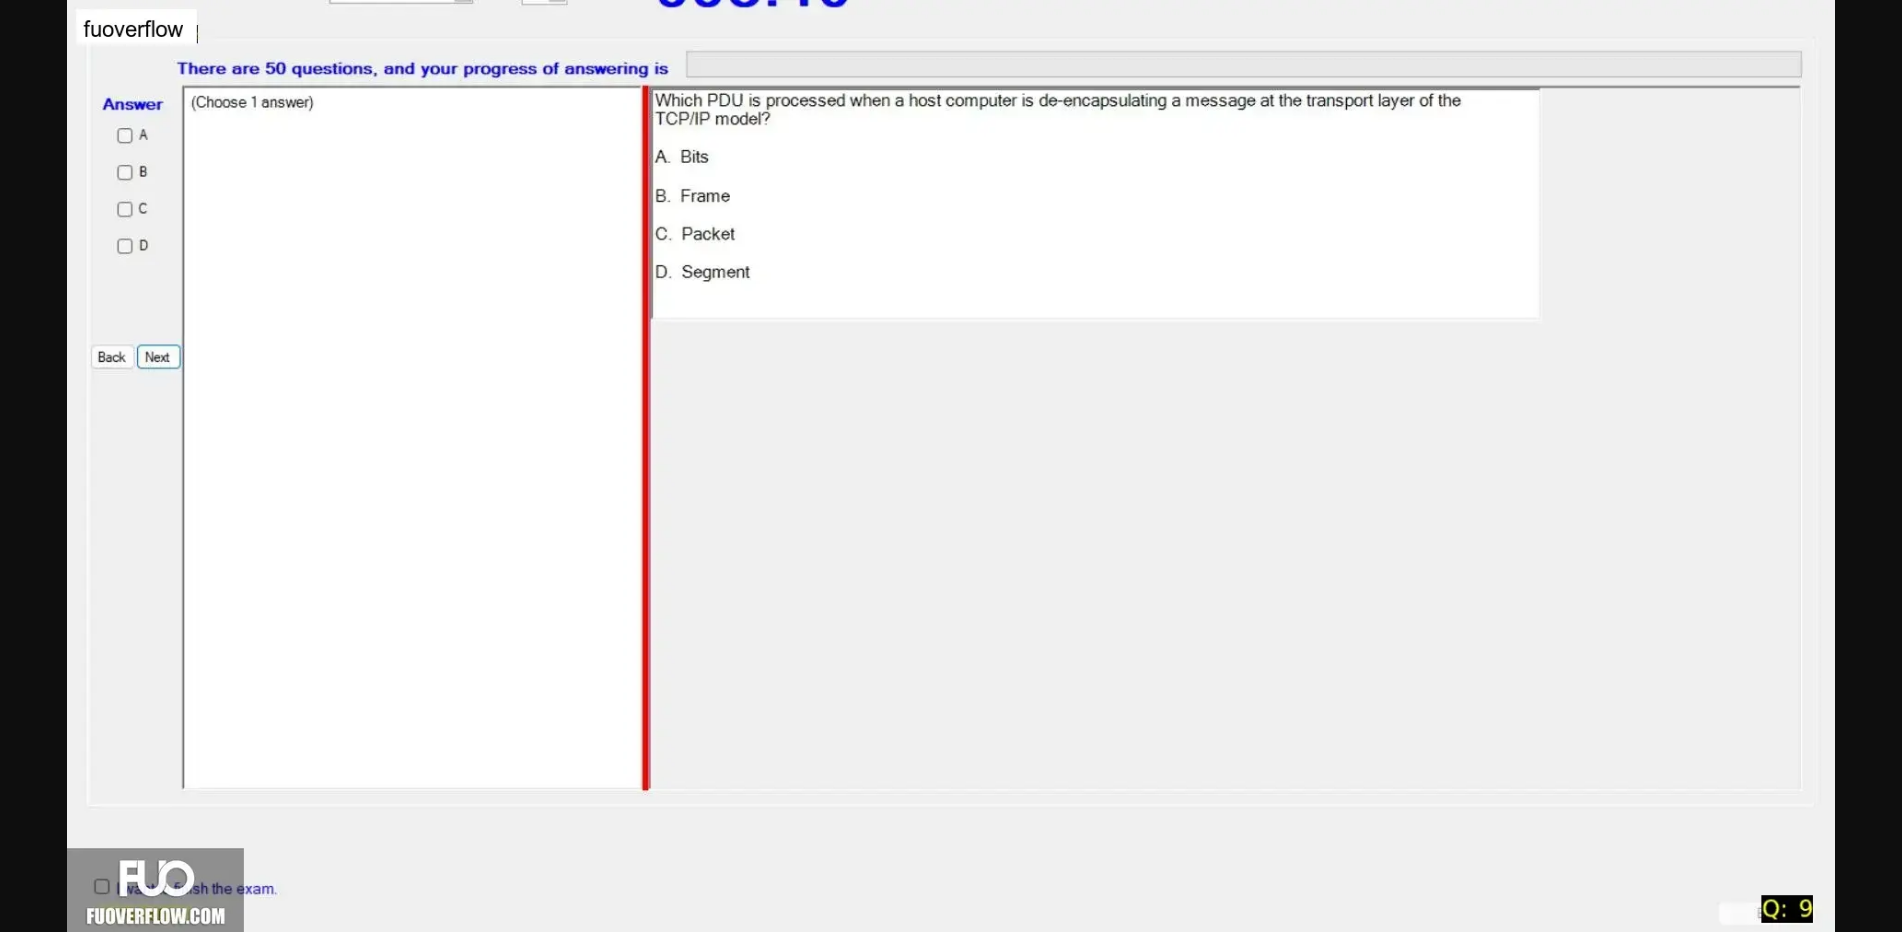 fuoverflow
There are 50 questions, and your progress of answering is
Answer
(Choose 1 answer)
A
B
C
D
Back
Next
Which PDU is processed when a host computer is de-encapsulating a message at the transport layer of the
TCP/IP model?
A. Bits
B. Frame
C. Packet
D. Segment
FUO
sh the exam.
FUOVERFLOW.COM
Q: 9